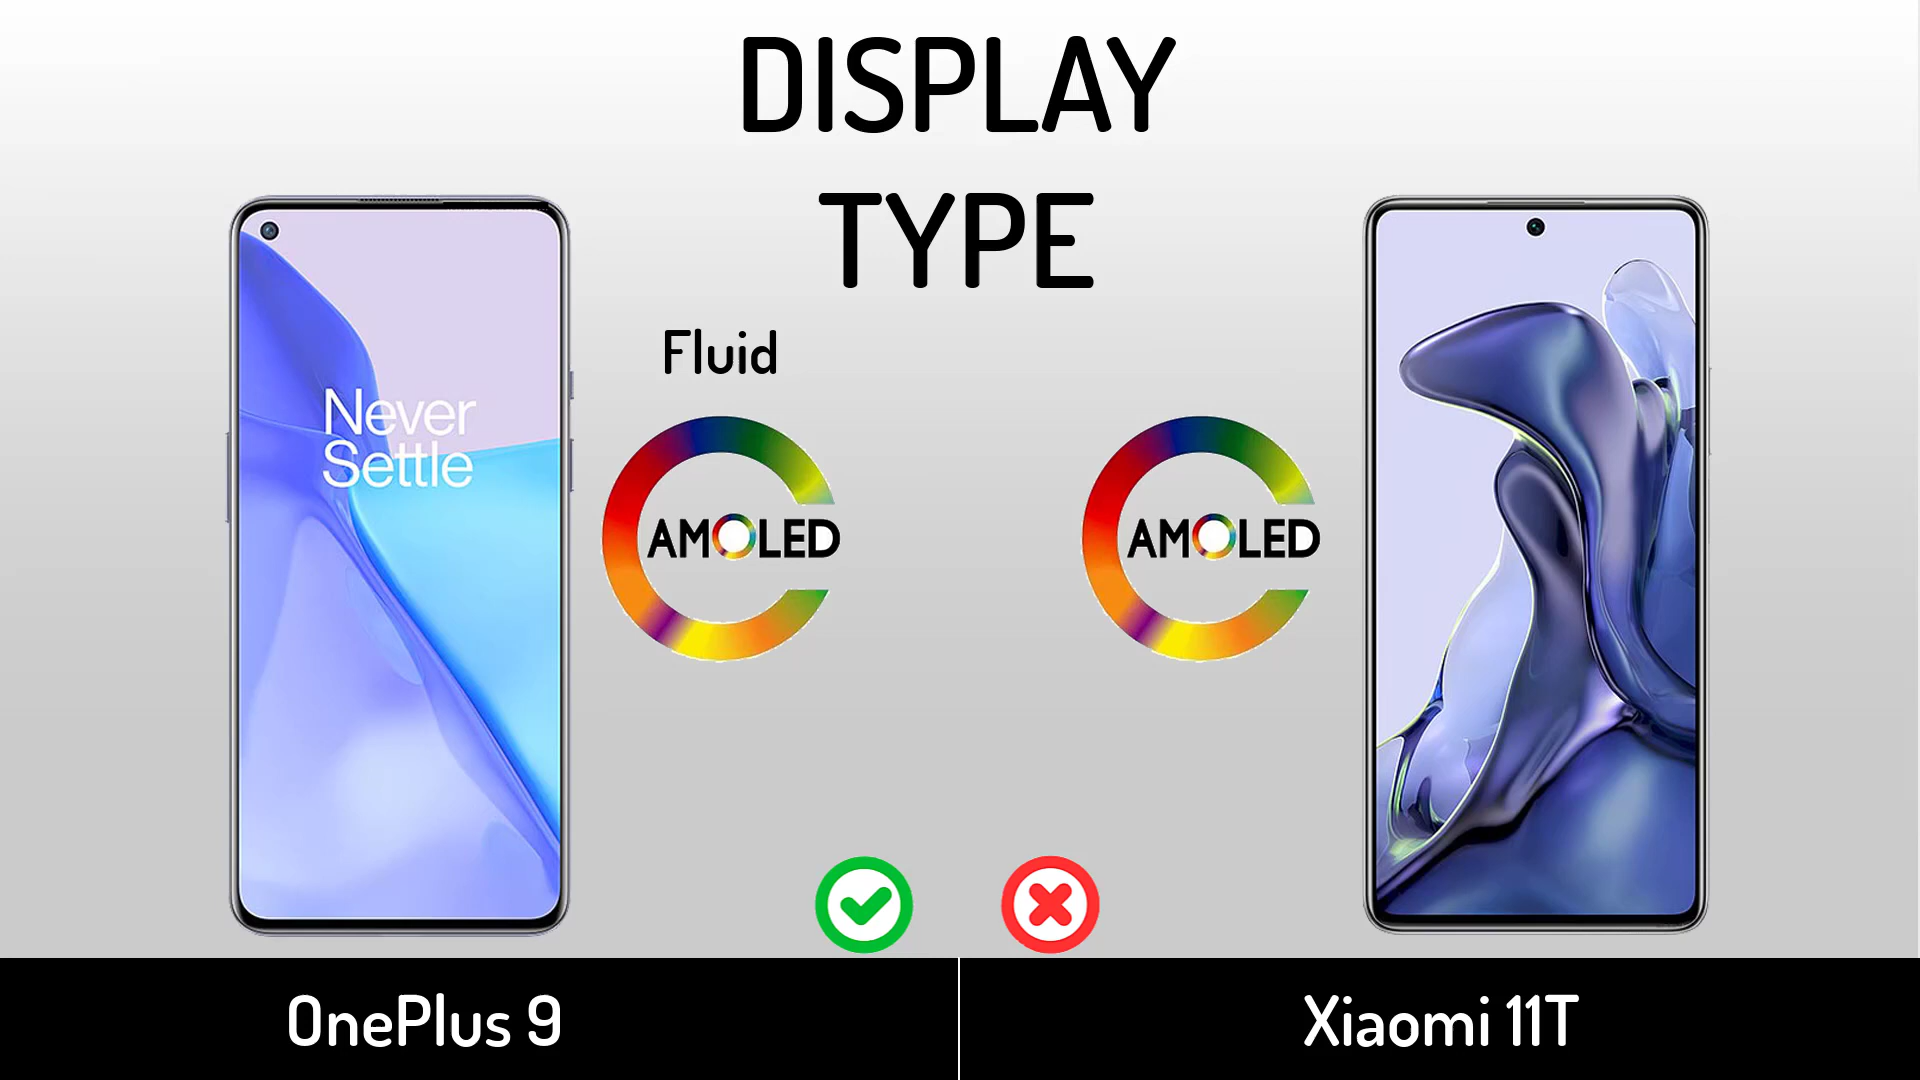 DISPLAY
TYPE
Fluid
Never
Settle
AMOLED
AMOLED
OnePlus 9
Xiaomi 11T